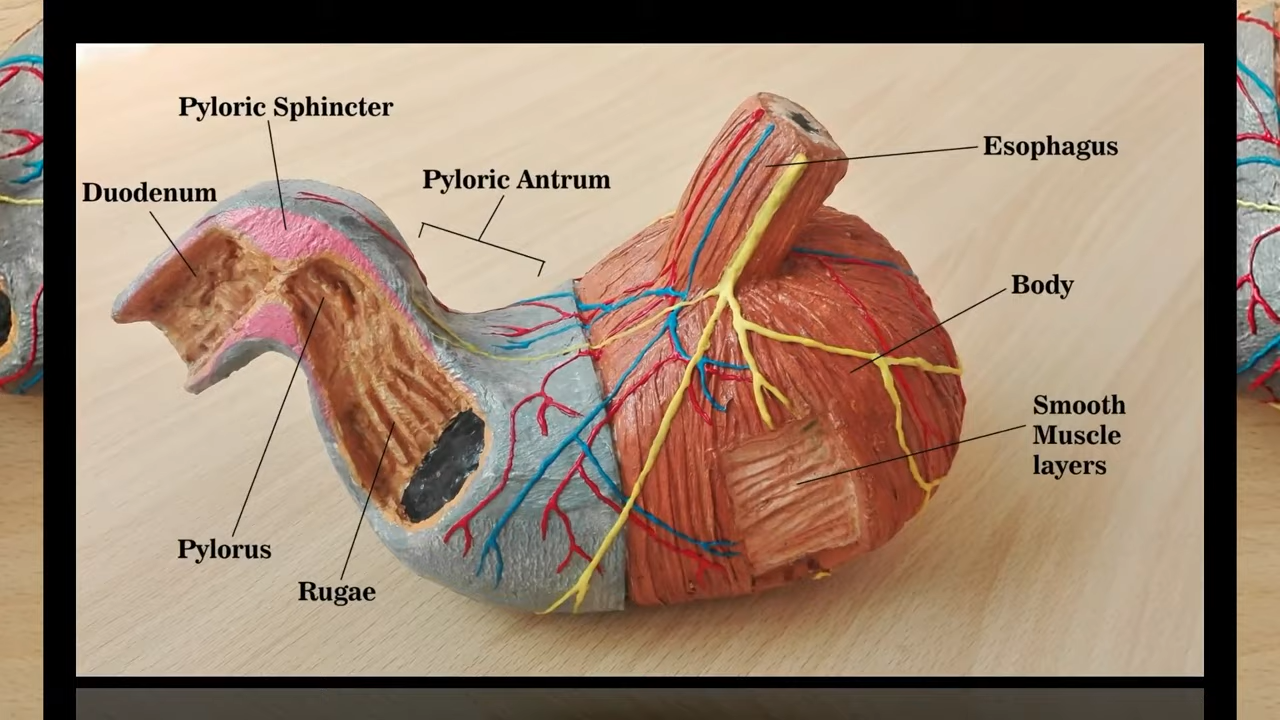 Pyloric Sphincter
Duodenum
Pyloric Antrum
Esophagus
Body
Smooth
Muscle
layers
Pylorus
Rugae